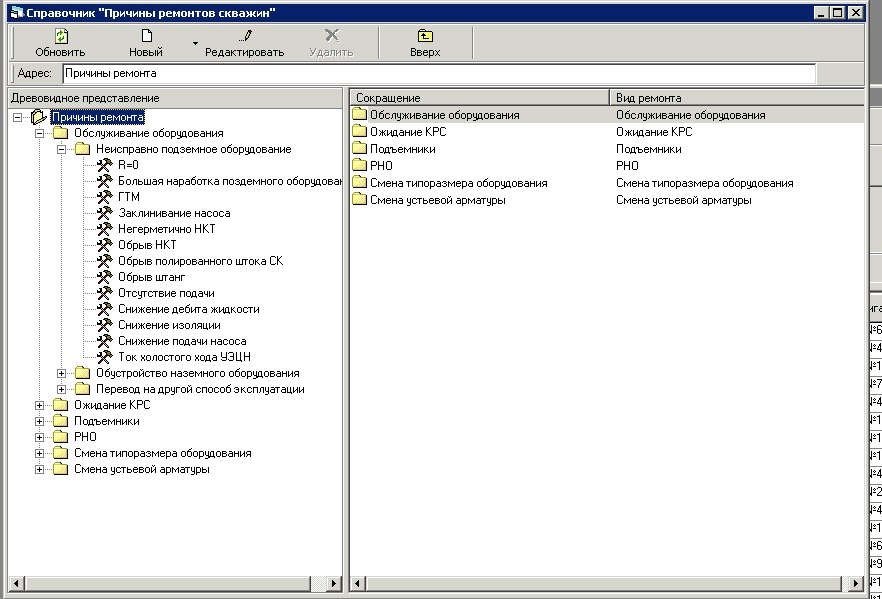 Справочник "Причины ремонтов скважин"
Обновить
Новый
Редактировать
Удалить
Вверх
Адрес:
Причины ремонта
Древовидное представление
Причины ремонта
Обслуживание оборудования
Неисправно подземное оборудование
R=0
Большая наработка поздемного оборудован
ГТМ
Заклинивание насоса
Негерметично НКТ
Обрыв НКТ
Обрыв полированного штока СК
Обрыв штанг
Отсутствие подачи
Снижение дебита жидкости
Снижение изоляции
Снижение подачи насоса
Ток холостого хода УЭЦН
Обустройство наземного оборудования
Перевод на другой способ эксплуатации
Ожидание КРС
Подъемники
РНО
Смена типоразмера оборудования
Смена устьевой арматуры
Сокращение Вид ремонта
Обслуживание оборудования Обслуживание оборудования
Ожидание КРС Ожидание КРС
Подъемники Подъемники
РНО РНО
Смена типоразмера оборудования Смена типоразмера оборудования
Смена устьевой арматуры Смена устьевой арматуры